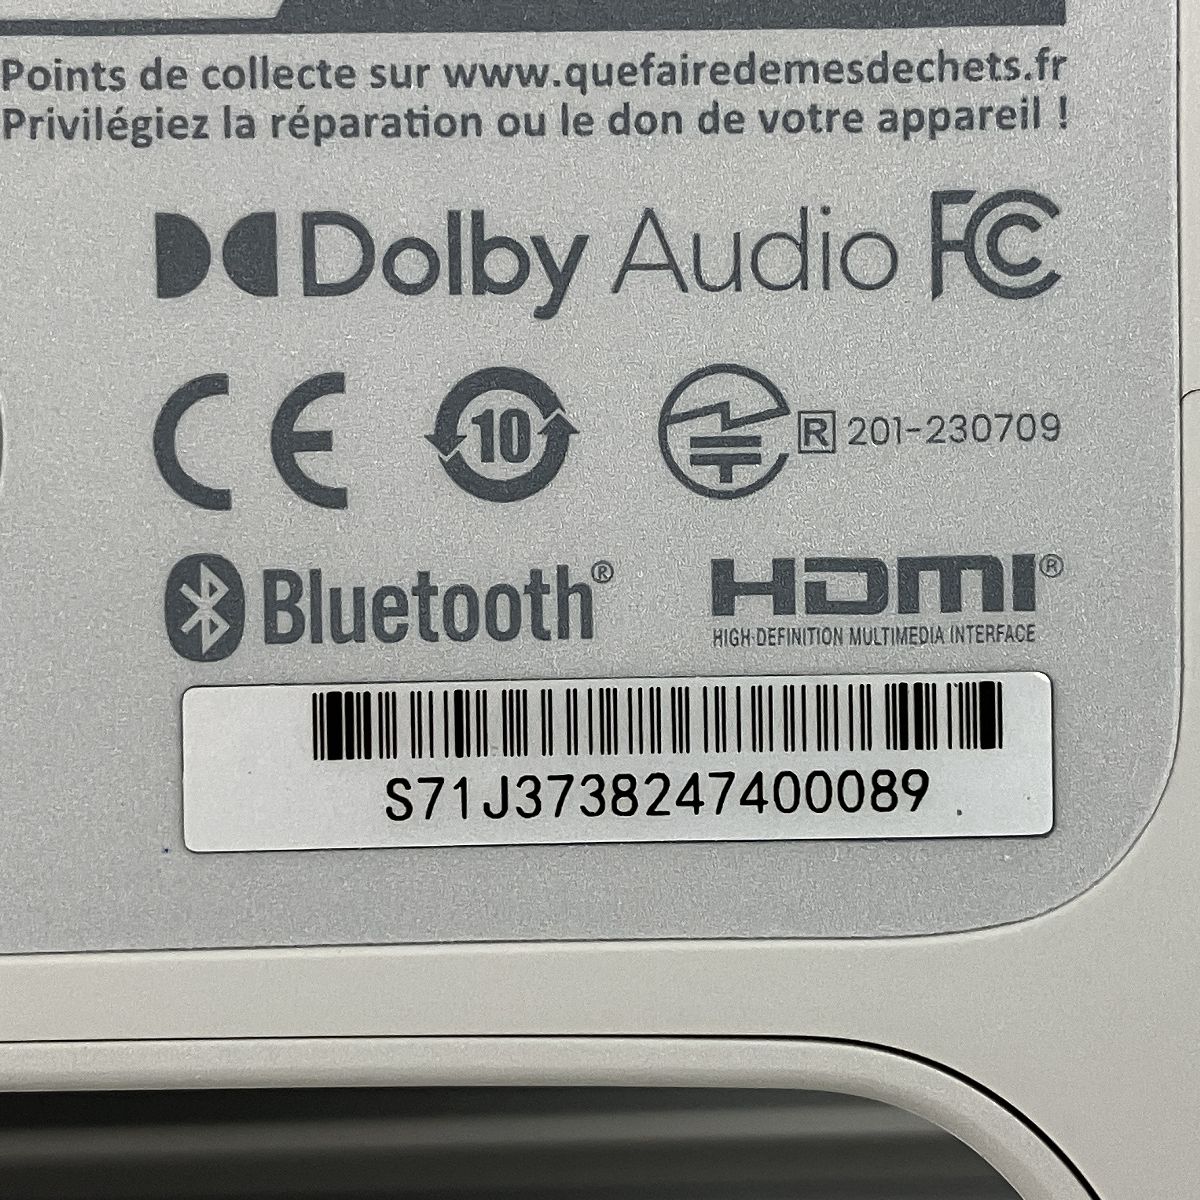 Points de collecte sur www.quefairedemesdechets.fr
Privilégiez la réparation ou le don de votre appareil !
Dolby Audio FC
CE 10 R 201-230709
Bluetooth® HDMI®
HIGH-DEFINITION MULTIMEDIA INTERFACE
S71J3738247400089